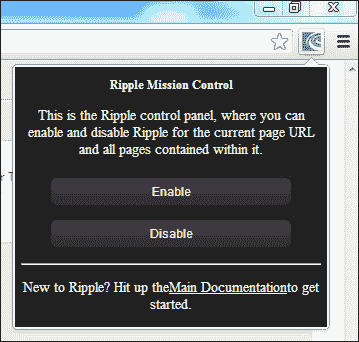 Ripple Mission Control
This is the Ripple control panel, where you can
enable and disable Ripple for the current page URL
and all pages contained within it.
Enable
Disable
New to Ripple? Hit up theMain Documentationto get
started.